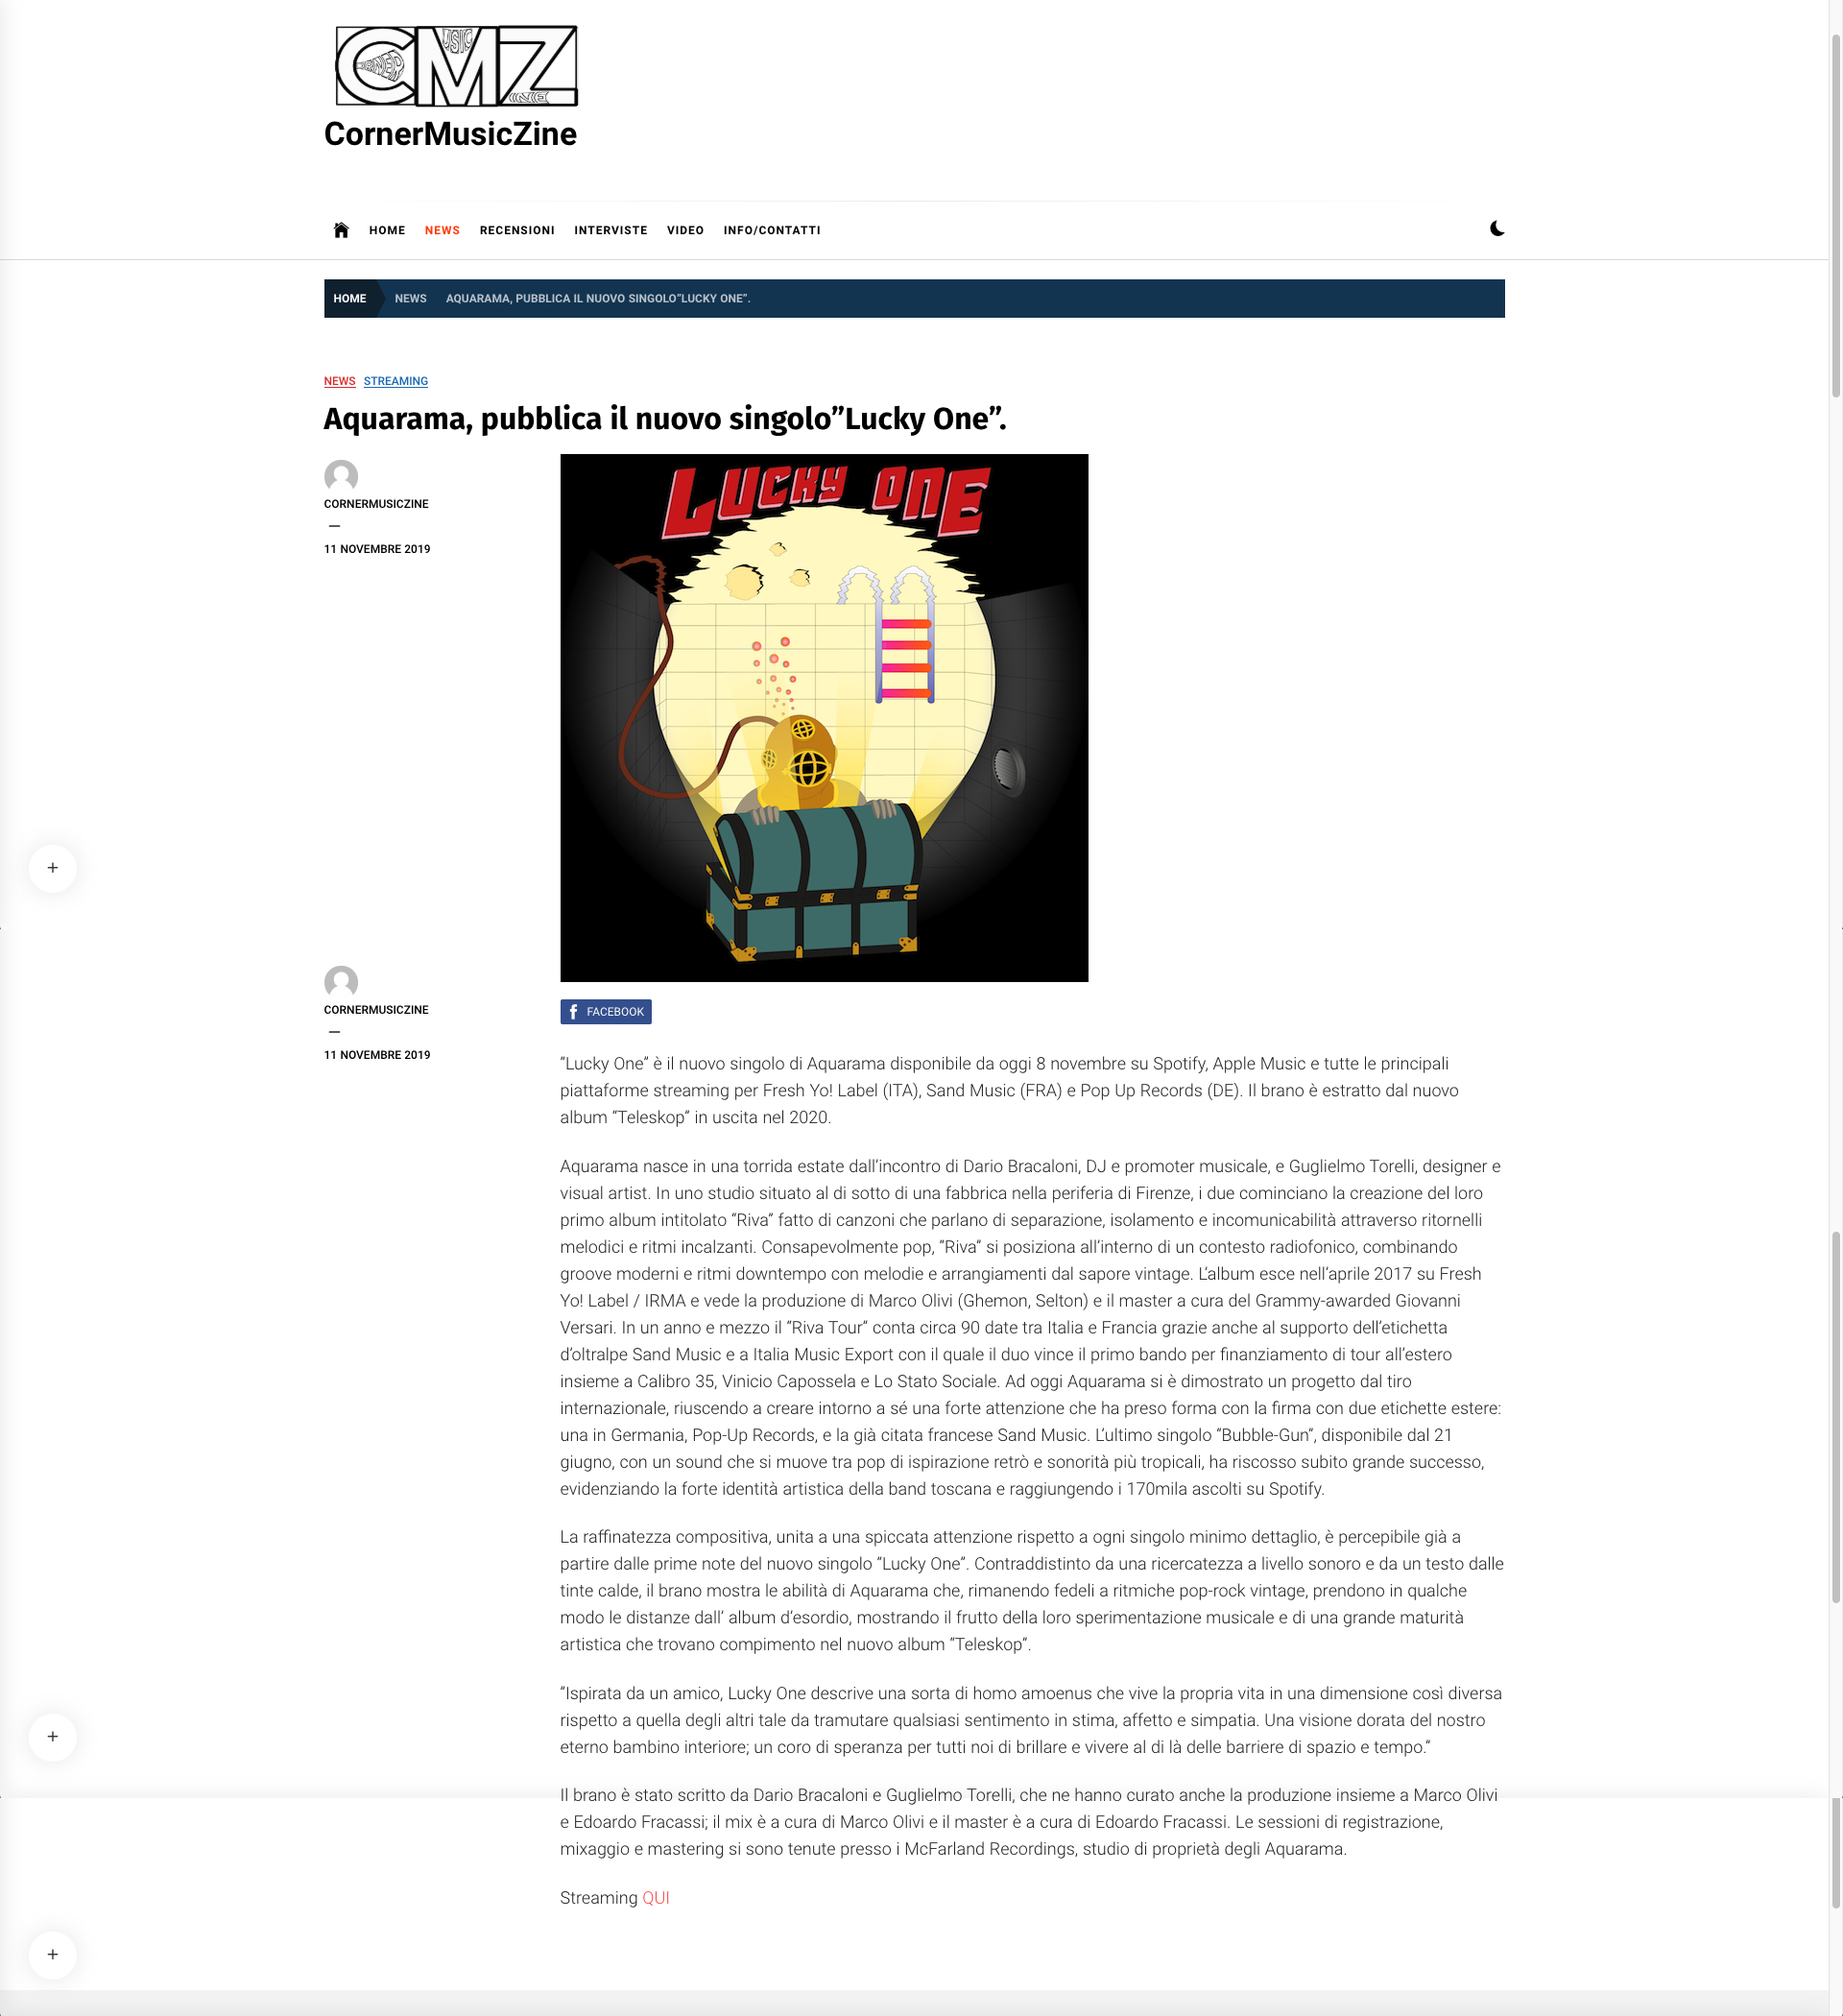 CMZ
CornerMusicZine
HOME NEWS RECENSIONI INTERVISTE VIDEO INFO/CONTATTI
HOME NEWS AQUARAMA, PUBBLICA IL NUOVO SINGOLO”LUCKY ONE”.
NEWS STREAMING
Aquarama, pubblica il nuovo singolo”Lucky One”.
CORNERMUSICZINE
—
11 NOVEMBRE 2019
LUCKY ONE
CORNERMUSICZINE
—
11 NOVEMBRE 2019
FACEBOOK
“Lucky One” è il nuovo singolo di Aquarama disponibile da oggi 8 novembre su Spotify, Apple Music e tutte le principali
piattaforme streaming per Fresh Yo! Label (ITA), Sand Music (FRA) e Pop Up Records (DE). Il brano è estratto dal nuovo
album “Teleskop” in uscita nel 2020.
Aquarama nasce in una torrida estate dall’incontro di Dario Bracaloni, DJ e promoter musicale, e Guglielmo Torelli, designer e
visual artist. In uno studio situato al di sotto di una fabbrica nella periferia di Firenze, i due cominciano la creazione del loro
primo album intitolato “Riva” fatto di canzoni che parlano di separazione, isolamento e incomunicabilità attraverso ritornelli
melodici e ritmi incalzanti. Consapevolmente pop, ”Riva” si posiziona all’interno di un contesto radiofonico, combinando
groove moderni e ritmi downtempo con melodie e arrangiamenti dal sapore vintage. L’album esce nell’aprile 2017 su Fresh
Yo! Label / IRMA e vede la produzione di Marco Olivi (Ghemon, Selton) e il master a cura del Grammy-awarded Giovanni
Versari. In un anno e mezzo il ”Riva Tour” conta circa 90 date tra Italia e Francia grazie anche al supporto dell’etichetta
d’oltralpe Sand Music e a Italia Music Export con il quale il duo vince il primo bando per finanziamento di tour all’estero
insieme a Calibro 35, Vinicio Capossela e Lo Stato Sociale. Ad oggi Aquarama si è dimostrato un progetto dal tiro
internazionale, riuscendo a creare intorno a sé una forte attenzione che ha preso forma con la firma con due etichette estere:
una in Germania, Pop-Up Records, e la già citata francese Sand Music. L’ultimo singolo “Bubble-Gun“, disponibile dal 21
giugno, con un sound che si muove tra pop di ispirazione retrò e sonorità più tropicali, ha riscosso subito grande successo,
evidenziando la forte identità artistica della band toscana e raggiungendo i 170mila ascolti su Spotify.
La raffinatezza compositiva, unita a una spiccata attenzione rispetto a ogni singolo minimo dettaglio, è percepibile già a
partire dalle prime note del nuovo singolo “Lucky One”. Contraddistinto da una ricercatezza a livello sonoro e da un testo dalle
tinte calde, il brano mostra le abilità di Aquarama che, rimanendo fedeli a ritmiche pop-rock vintage, prendono in qualche
modo le distanze dall’ album d’esordio, mostrando il frutto della loro sperimentazione musicale e di una grande maturità
artistica che trovano compimento nel nuovo album ”Teleskop”.
“Ispirata da un amico, Lucky One descrive una sorta di homo amoenus che vive la propria vita in una dimensione così diversa
rispetto a quella degli altri tale da tramutare qualsiasi sentimento in stima, affetto e simpatia. Una visione dorata del nostro
eterno bambino interiore; un coro di speranza per tutti noi di brillare e vivere al di là delle barriere di spazio e tempo.“
Il brano è stato scritto da Dario Bracaloni e Guglielmo Torelli, che ne hanno curato anche la produzione insieme a Marco Olivi
e Edoardo Fracassi; il mix è a cura di Marco Olivi e il master è a cura di Edoardo Fracassi. Le sessioni di registrazione,
mixaggio e mastering si sono tenute presso i McFarland Recordings, studio di proprietà degli Aquarama.
Streaming QUI